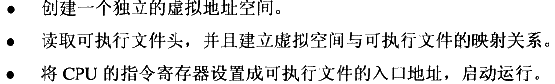 ● 创建一个独立的虚拟地址空间。
● 读取可执行文件头，并且建立虚拟空间与可执行文件的映射关系。
● 将 CPU 的指令寄存器设置成可执行文件的入口地址，启动运行。